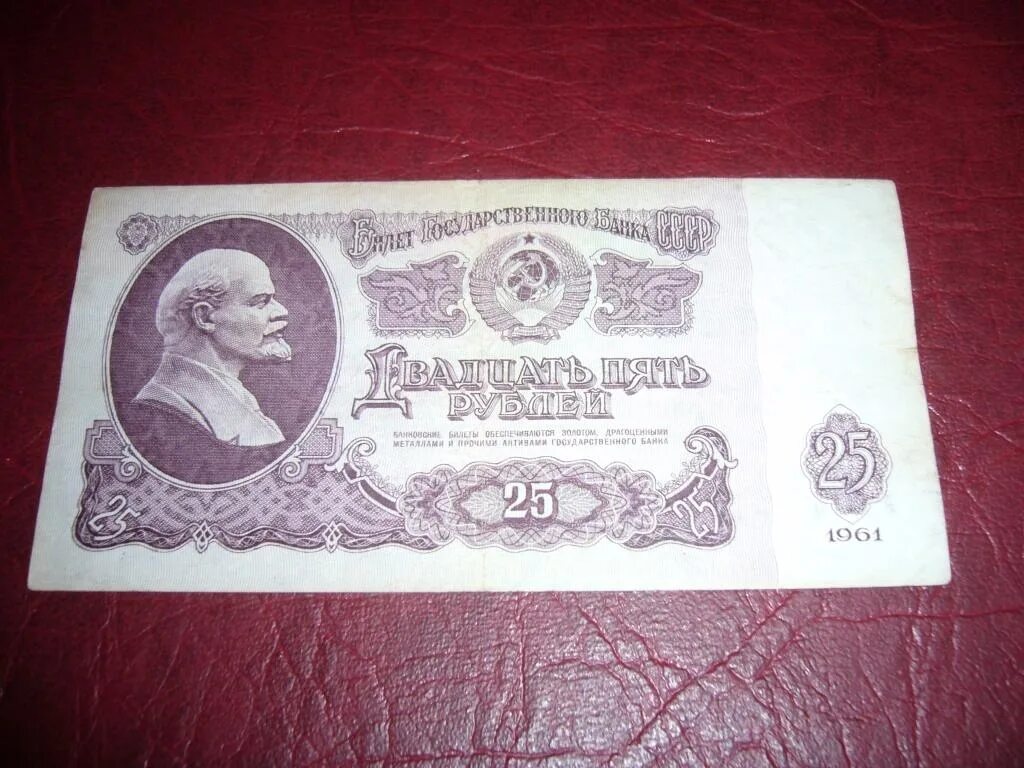 Билет Государственного Банка СССР
Двадцать пять
рублей
БАНКОВСКИЕ БИЛЕТЫ ОБЕСПЕЧИВАЮТСЯ ЗОЛОТОМ, ДРАГОЦЕННЫМИ
МЕТАЛЛАМИ И ПРОЧИМИ АКТИВАМИ ГОСУДАРСТВЕННОГО БАНКА
25
25
25
25
1961